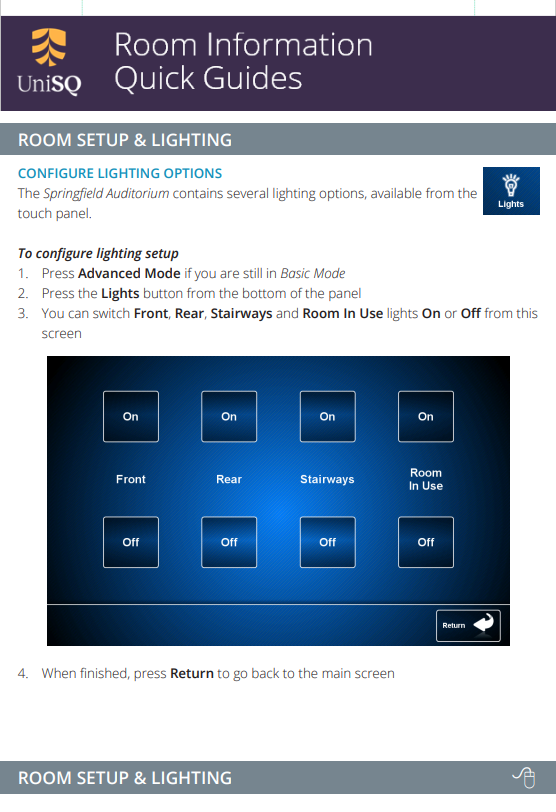 Room Information
Quick Guides
UniSQ
ROOM SETUP & LIGHTING
CONFIGURE LIGHTING OPTIONS
The Springfield Auditorium contains several lighting options, available from the
touch panel.
Lights
To configure lighting setup
1. Press Advanced Mode if you are still in Basic Mode
2. Press the Lights button from the bottom of the panel
3. You can switch Front, Rear, Stairways and Room In Use lights On or Off from this
screen
On On On On
Front Rear Stairways Room
In Use
Off Off Off Off
Return
4. When finished, press Return to go back to the main screen
ROOM SETUP & LIGHTING